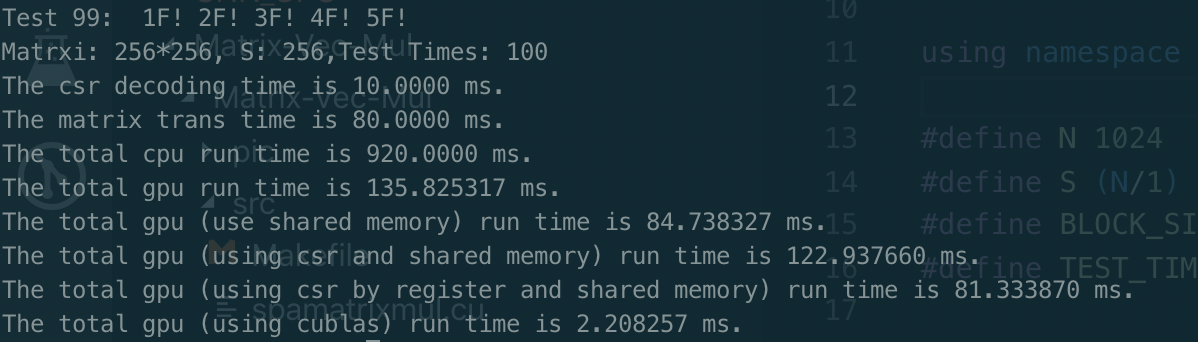 Test 99:  1F! 2F! 3F! 4F! 5F!
Matrxi: 256*256, S: 256,Test Times: 100
The csr decoding time is 10.0000 ms.
The matrix trans time is 80.0000 ms.
The total cpu run time is 920.0000 ms.
The total gpu run time is 135.825317 ms.
The total gpu (use shared memory) run time is 84.738327 ms.
The total gpu (using csr and shared memory) run time is 122.937660 ms.
The total gpu (using csr by register and shared memory) run time is 81.333870 ms.
The total gpu (using cublas) run time is 2.208257 ms.
Matrix-Vec-Mul
Matrix-Vec-Mul
pic
src
Makefile
spamatrixmul.cu
10
11 using namespace
12
13 #define N 1024
14 #define S (N/1)
15 #define BLOCK_SI
16 #define TEST_TIM
17